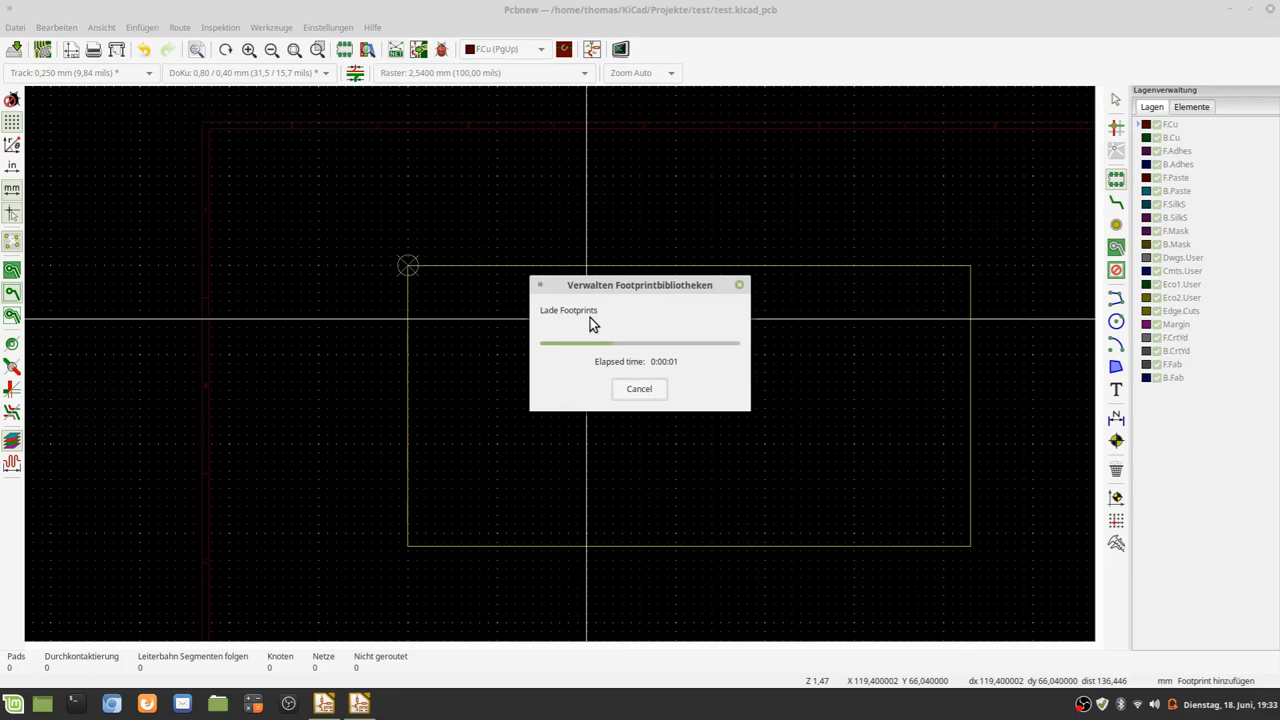 Pcbnew — /home/thomas/KiCad/Projekte/test/test.kicad_pcb
Datei Bearbeiten Ansicht Einfügen Route Inspektion Werkzeuge Einstellungen Hilfe
NET
F.Cu (PgUp)
Track: 0,250 mm (9,84 mils) * DoKu: 0,80 / 0,40 mm (31,5 / 15,7 mils) * Raster: 2,5400 mm (100,00 mils) Zoom Auto
in
mm
Lagenverwaltung
Lagen Elemente
F.Cu
B.Cu
F.Adhes
B.Adhes
F.Paste
B.Paste
F.SilkS
B.SilkS
F.Mask
B.Mask
Dwgs.User
Cmts.User
Eco1.User
Eco2.User
Edge.Cuts
Margin
F.CrtYd
B.CrtYd
F.Fab
B.Fab
T
N
Verwalten Footprintbibliotheken
Lade Footprints
Elapsed time: 0:00:01
Cancel
Pads Durchkontaktierung Leiterbahn Segmenten folgen Knoten Netze Nicht geroutet
0 0 0 0 0 0
Z 1,47 X 119,400002 Y 66,040000 dx 119,400002 dy 66,040000 dist 136,446 mm Footprint hinzufügen
Dienstag, 18. Juni, 19:33